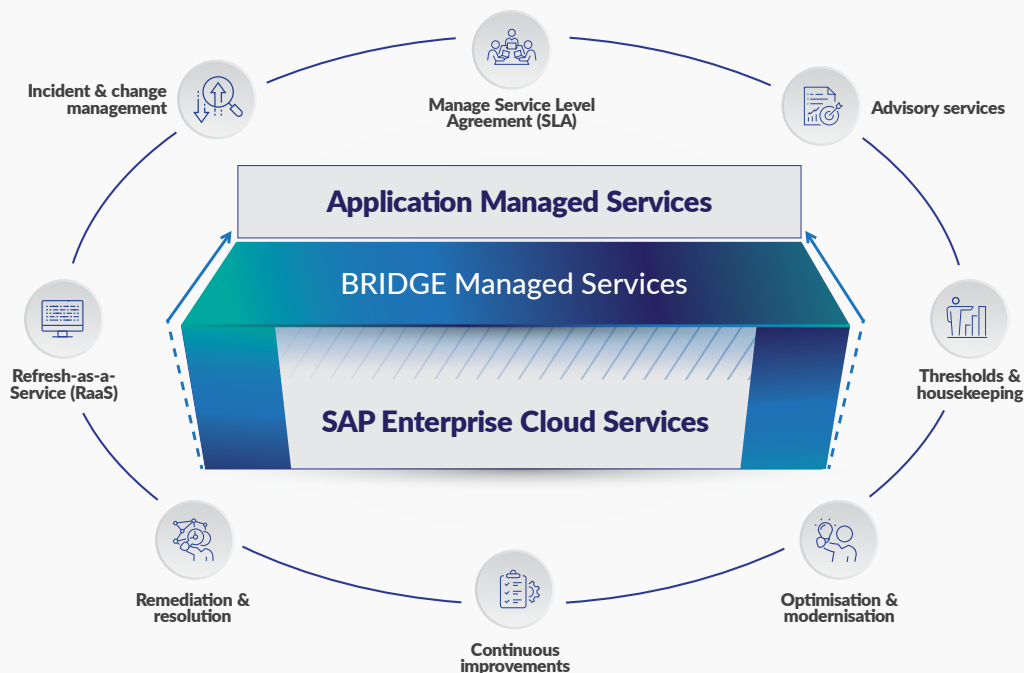 Manage Service Level
Agreement (SLA)
Incident & change
management
Advisory services
Application Managed Services
BRIDGE Managed Services
SAP Enterprise Cloud Services
Refresh-as-a-
Service (RaaS)
Thresholds &
housekeeping
Remediation &
resolution
Optimisation &
modernisation
Continuous
improvements